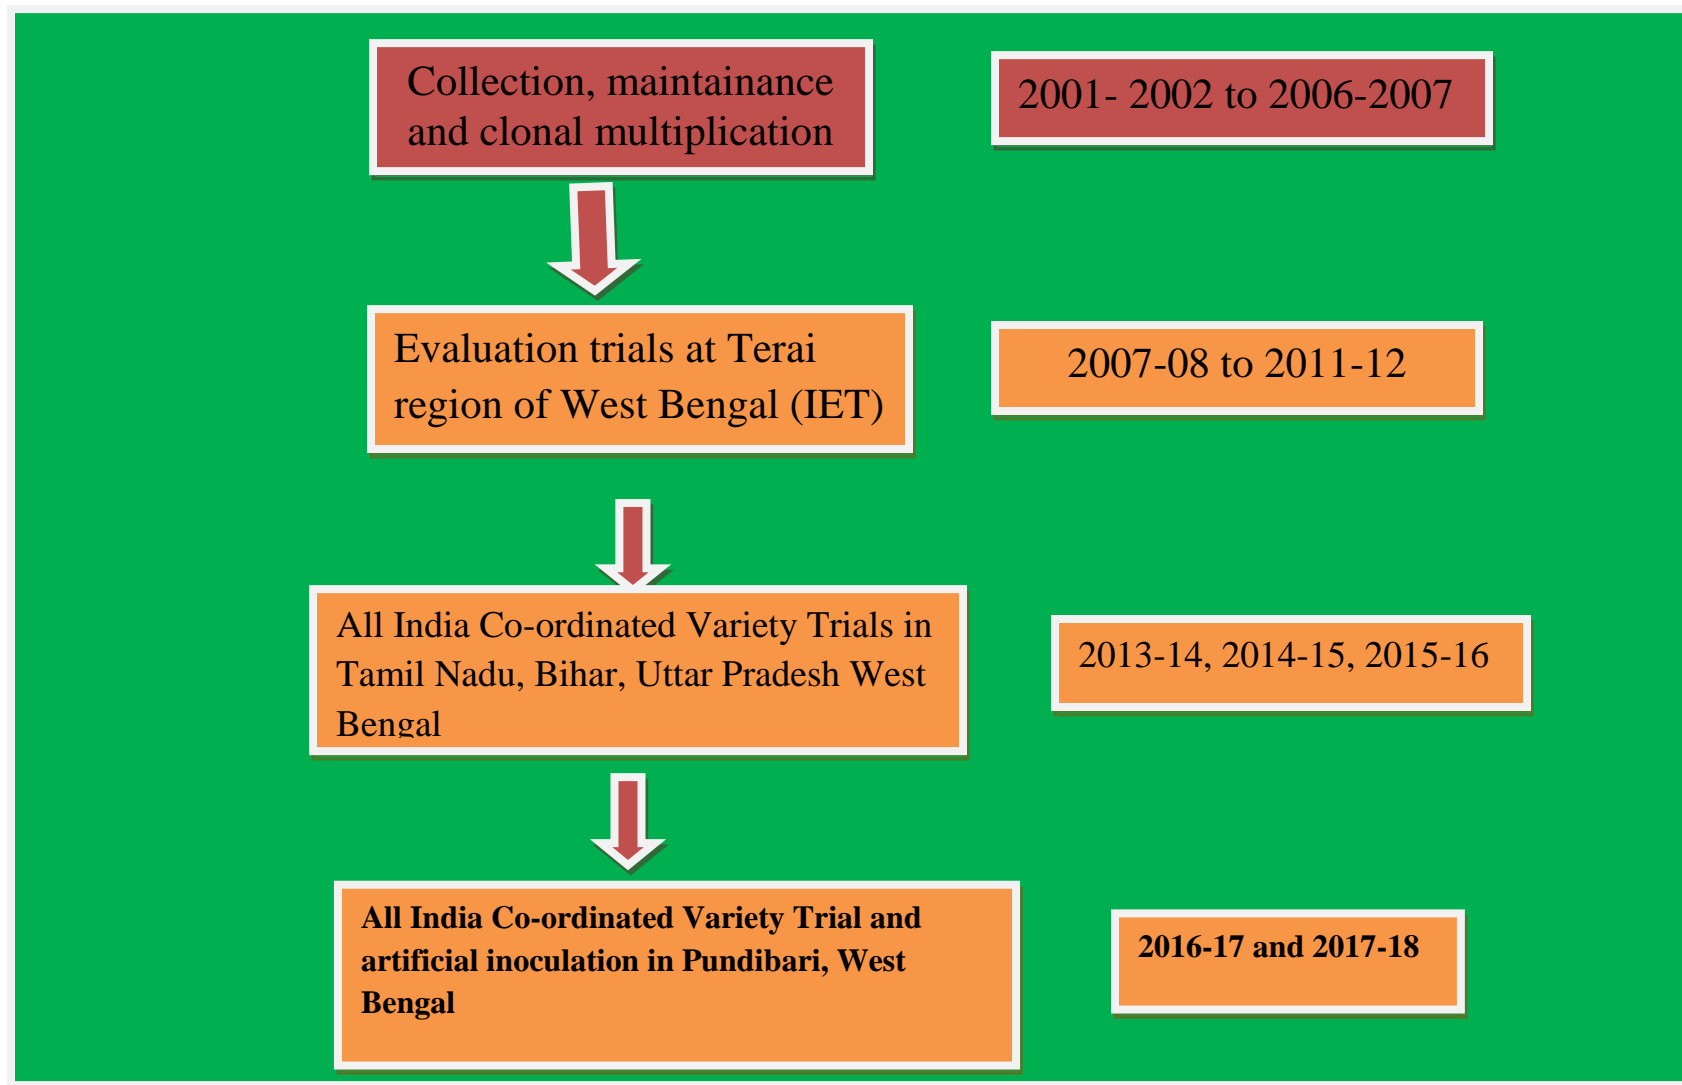 Collection, maintainance
and clonal multiplication
2001- 2002 to 2006-2007
Evaluation trials at Terai
region of West Bengal (IET)
2007-08 to 2011-12
All India Co-ordinated Variety Trials in
Tamil Nadu, Bihar, Uttar Pradesh West
Bengal
2013-14, 2014-15, 2015-16
All India Co-ordinated Variety Trial and
artificial inoculation in Pundibari, West
Bengal
2016-17 and 2017-18